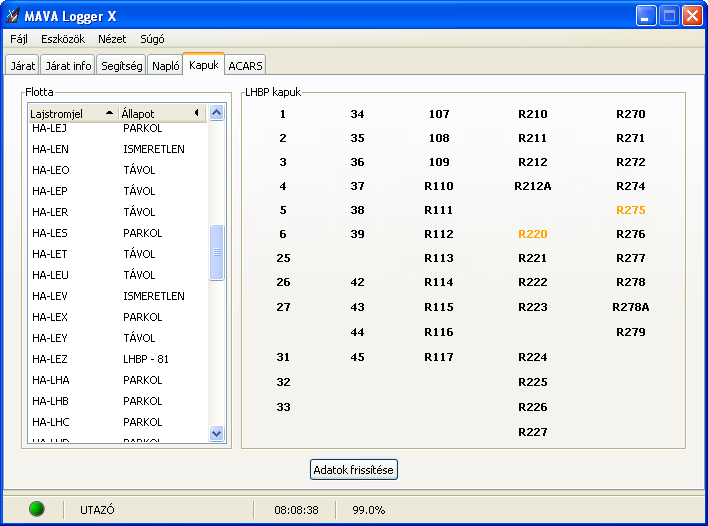 MAVA Logger X
Fájl Eszközök Nézet Súgó
Járat Járat info Segítség Napló Kapuk ACARS
Flotta
Lajstromjel Állapot
HA-LEJ PARKOL
HA-LEN ISMERETLEN
HA-LEO TÁVOL
HA-LEP TÁVOL
HA-LER TÁVOL
HA-LES PARKOL
HA-LET TÁVOL
HA-LEU TÁVOL
HA-LEV ISMERETLEN
HA-LEX PARKOL
HA-LEY TÁVOL
HA-LEZ LHBP - 81
HA-LHA PARKOL
HA-LHB PARKOL
HA-LHC PARKOL
HA-LHD PARKOL
LHBP kapuk
1 34 107 R210 R270
2 35 108 R211 R271
3 36 109 R212 R272
4 37 R110 R212A R274
5 38 R111 R275
6 39 R112 R220 R276
25 R113 R221 R277
26 42 R114 R222 R278
27 43 R115 R223 R278A
44 R116 R279
31 45 R117 R224
32 R225
33 R226
R227
Adatok frissítése
UTAZÓ 08:08:38 99.0%